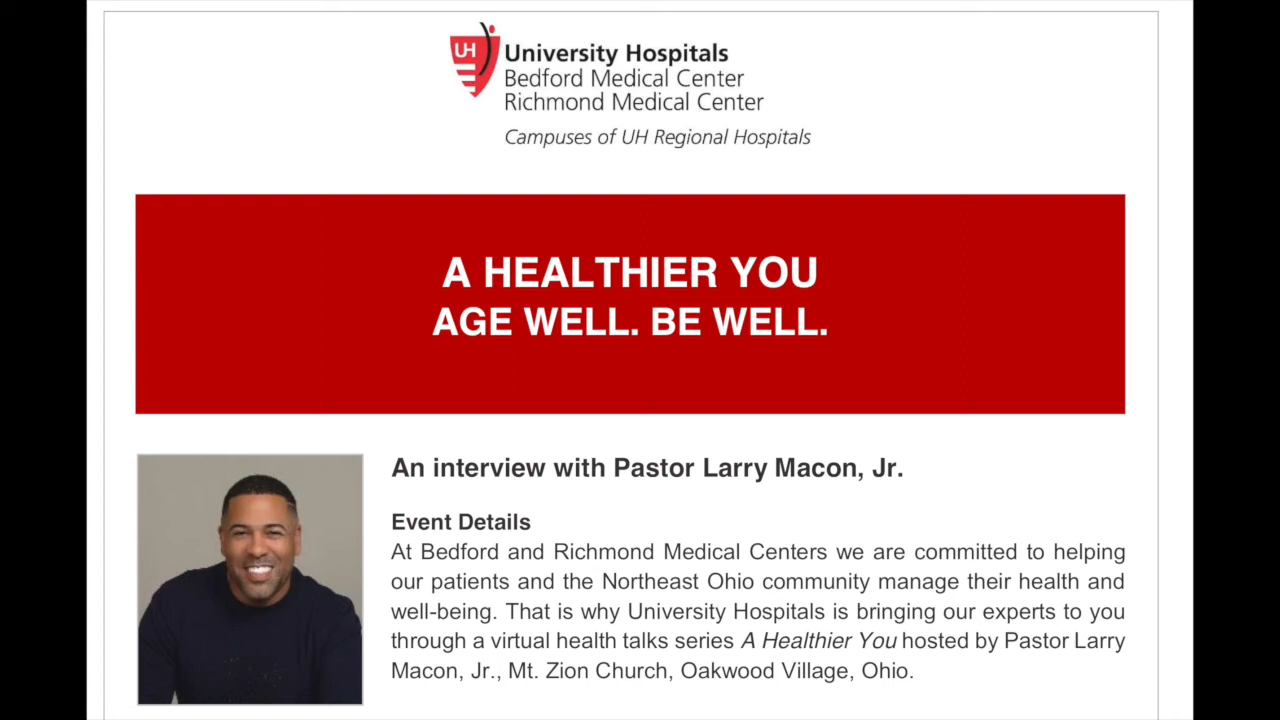 UH
University Hospitals
Bedford Medical Center
Richmond Medical Center
Campuses of UH Regional Hospitals
A HEALTHIER YOU
AGE WELL. BE WELL.
An interview with Pastor Larry Macon, Jr.
Event Details
At Bedford and Richmond Medical Centers we are committed to helping
our patients and the Northeast Ohio community manage their health and
well-being. That is why University Hospitals is bringing our experts to you
through a virtual health talks series A Healthier You hosted by Pastor Larry
Macon, Jr., Mt. Zion Church, Oakwood Village, Ohio.